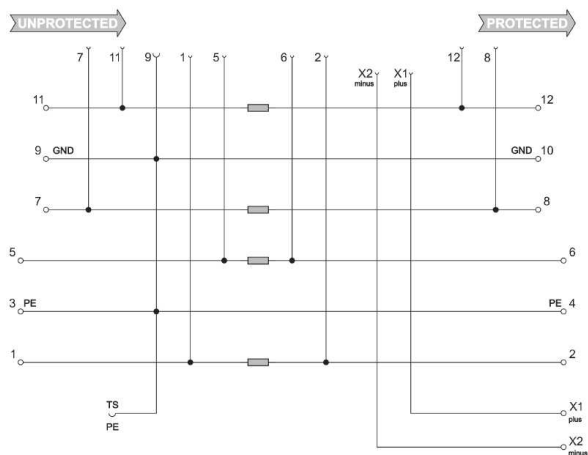 UNPROTECTED PROTECTED
7 11 9 1 5 6 2 X2 minus X1 plus 12 8
11 12
9 GND GND 10
7 8
5 6
3 PE PE 4
1 2
TS
PE
X1
plus
X2
minus